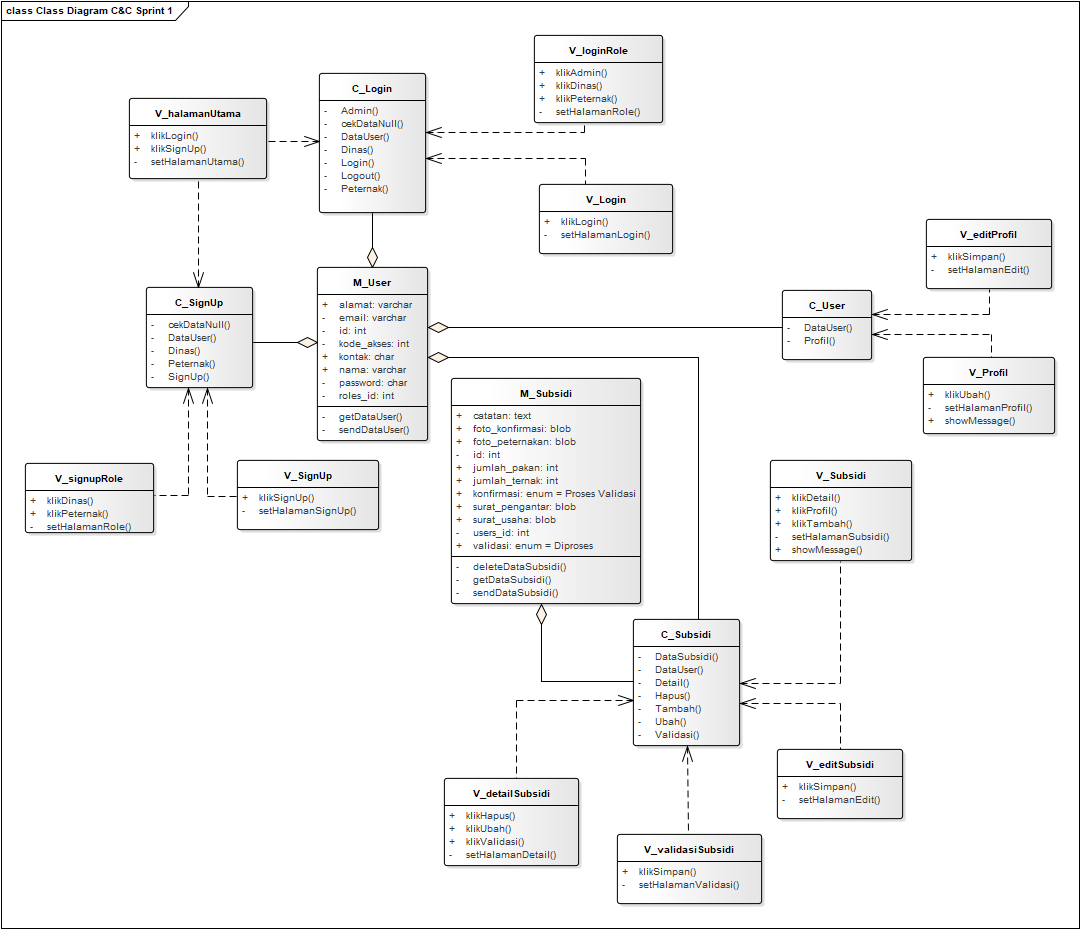 class Class Diagram C&C Sprint 1
V_loginRole
+ klikAdmin()
+ klikDinas()
+ klikPeternak()
- setHalamanRole()
C_Login
- Admin()
- cekDataNull()
- DataUser()
- Dinas()
- Login()
- Logout()
- Peternak()
V_halamanUtama
+ klikLogin()
+ klikSignUp()
- setHalamanUtama()
V_Login
+ klikLogin()
- setHalamanLogin()
V_editProfil
+ klikSimpan()
- setHalamanEdit()
M_User
+ alamat: varchar
- email: varchar
- id: int
- kode_akses: int
+ kontak: char
+ nama: varchar
- password: char
- roles_id: int
- getDataUser()
- sendDataUser()
C_SignUp
- cekDataNull()
- DataUser()
- Dinas()
- Peternak()
- SignUp()
C_User
- DataUser()
- Profil()
V_Profil
+ klikUbah()
- setHalamanProfil()
+ showMessage()
M_Subsidi
+ catatan: text
+ foto_konfirmasi: blob
+ foto_peternakan: blob
- id: int
+ jumlah_pakan: int
+ jumlah_ternak: int
+ konfirmasi: enum = Proses Validasi
+ surat_pengantar: blob
+ surat_usaha: blob
- users_id: int
+ validasi: enum = Diproses
- deleteDataSubsidi()
- getDataSubsidi()
- sendDataSubsidi()
V_signupRole
+ klikDinas()
+ klikPeternak()
- setHalamanRole()
V_SignUp
+ klikSignUp()
- setHalamanSignUp()
V_Subsidi
+ klikDetail()
+ klikProfil()
+ klikTambah()
- setHalamanSubsidi()
+ showMessage()
C_Subsidi
- DataSubsidi()
- DataUser()
- Detail()
- Hapus()
- Tambah()
- Ubah()
- Validasi()
V_editSubsidi
+ klikSimpan()
- setHalamanEdit()
V_detailSubsidi
+ klikHapus()
+ klikUbah()
+ klikValidasi()
- setHalamanDetail()
V_validasiSubsidi
+ klikSimpan()
- setHalamanValidasi()